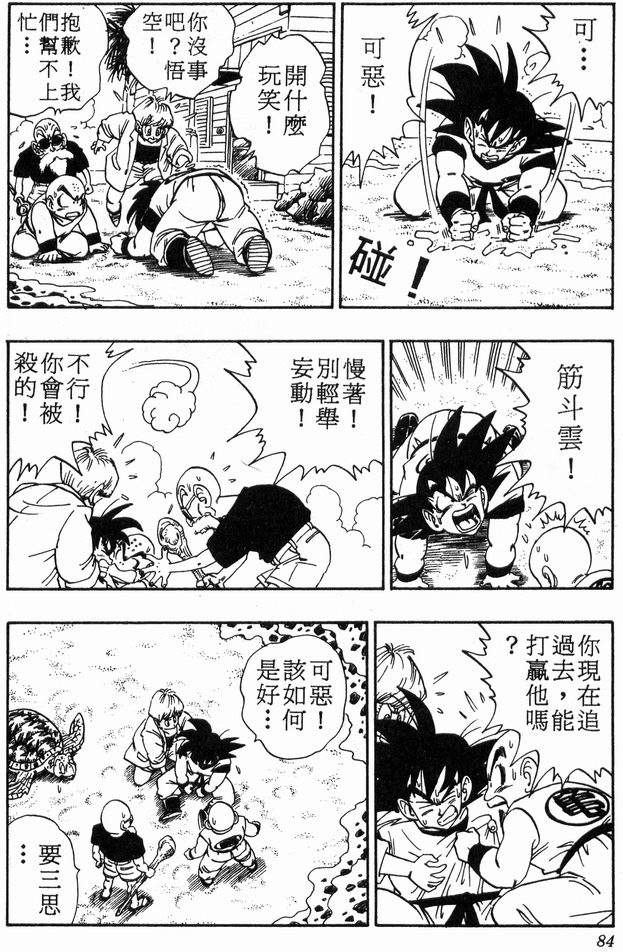 可…
可惡！
碰！
開什麼
玩笑！
你沒事
吧？悟
空！
抱歉！我
們幫不上
忙…
筋斗雲！
慢著！
別輕舉
妄動！
不行！
你會被
殺的！
你現在追
過去，能
打贏他嗎
？
龜
可惡！
該如何
是好…
要三思
…
84